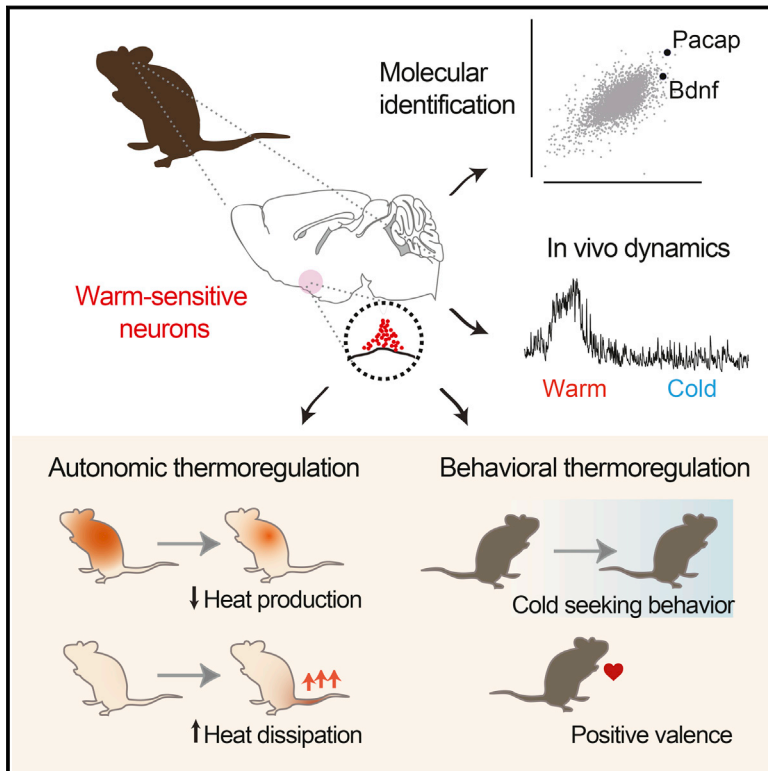 Molecular
identification
Pacap
Bdnf
Warm-sensitive
neurons
In vivo dynamics
Warm
Cold
Autonomic thermoregulation
Heat production
Heat dissipation
Behavioral thermoregulation
Cold seeking behavior
Positive valence